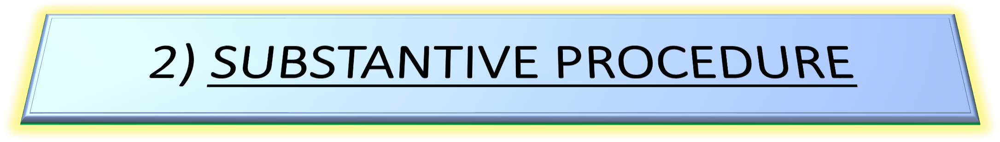 2) SUBSTANTIVE PROCEDURE